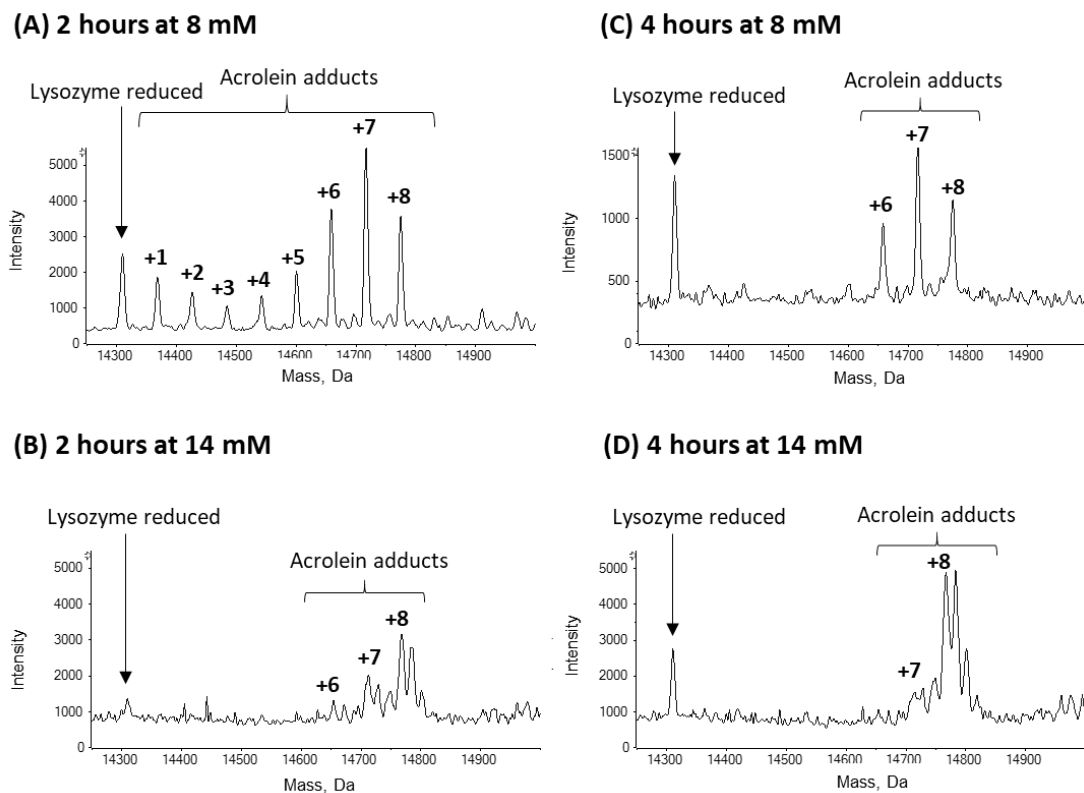 (A) 2 hours at 8 mM
Lysozyme reduced
Acrolein adducts
+1
+2
+3
+4
+5
+6
+7
+8
Intensity
5000
4000
3000
2000
1000
0
14300 14400 14500 14600 14700 14800 14900
Mass, Da
(C) 4 hours at 8 mM
Lysozyme reduced
Acrolein adducts
+6
+7
+8
Intensity
1500
1000
500
0
14300 14400 14500 14600 14700 14800 14900
Mass, Da
(B) 2 hours at 14 mM
Lysozyme reduced
Acrolein adducts
+6
+7
+8
Intensity
5000
4000
3000
2000
1000
0
14300 14400 14500 14600 14700 14800 14900
Mass, Da
(D) 4 hours at 14 mM
Lysozyme reduced
Acrolein adducts
+7
+8
Intensity
5000
4000
3000
2000
1000
0
14300 14400 14500 14600 14700 14800 14900
Mass, Da